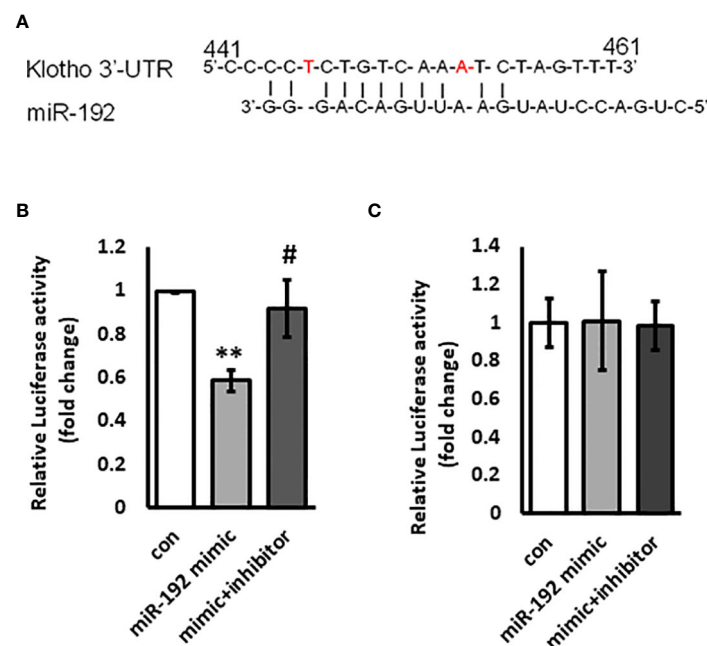 A
441 461
Klotho 3'-UTR 5'-C-C-C-C-T-C-T-G-T-C-A-A-A-T-C-T-A-G-T-T-T-3'
miR-192 3'-G-G--G-A-C-A-G-U-U-A-A-G-U-A-U-C-C-A-G-U-C-5'
B
Relative Luciferase activity
(fold change)
1.2
1
0.8
0.6
0.4
0.2
0
**
#
con
miR-192 mimic
mimic+inhibitor
C
Relative Luciferase activity
(fold change)
1.4
1.2
1
0.8
0.6
0.4
0.2
0
con
miR-192 mimic
mimic+inhibitor